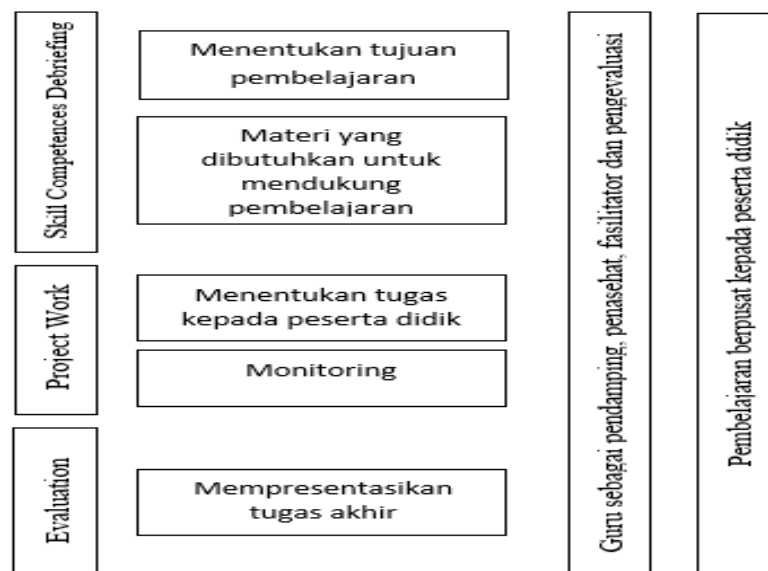 Skill Competences Debriefing
Menentukan tujuan
pembelajaran
Materi yang
dibutuhkan untuk
mendukung
pembelajaran
Project Work
Menentukan tugas
kepada peserta didik
Monitoring
Evaluation
Mempresentasikan
tugas akhir
Guru sebagai pendamping, penasehat, fasilitator dan pengevaluasi
Pembelajaran berpusat kepada peserta didik